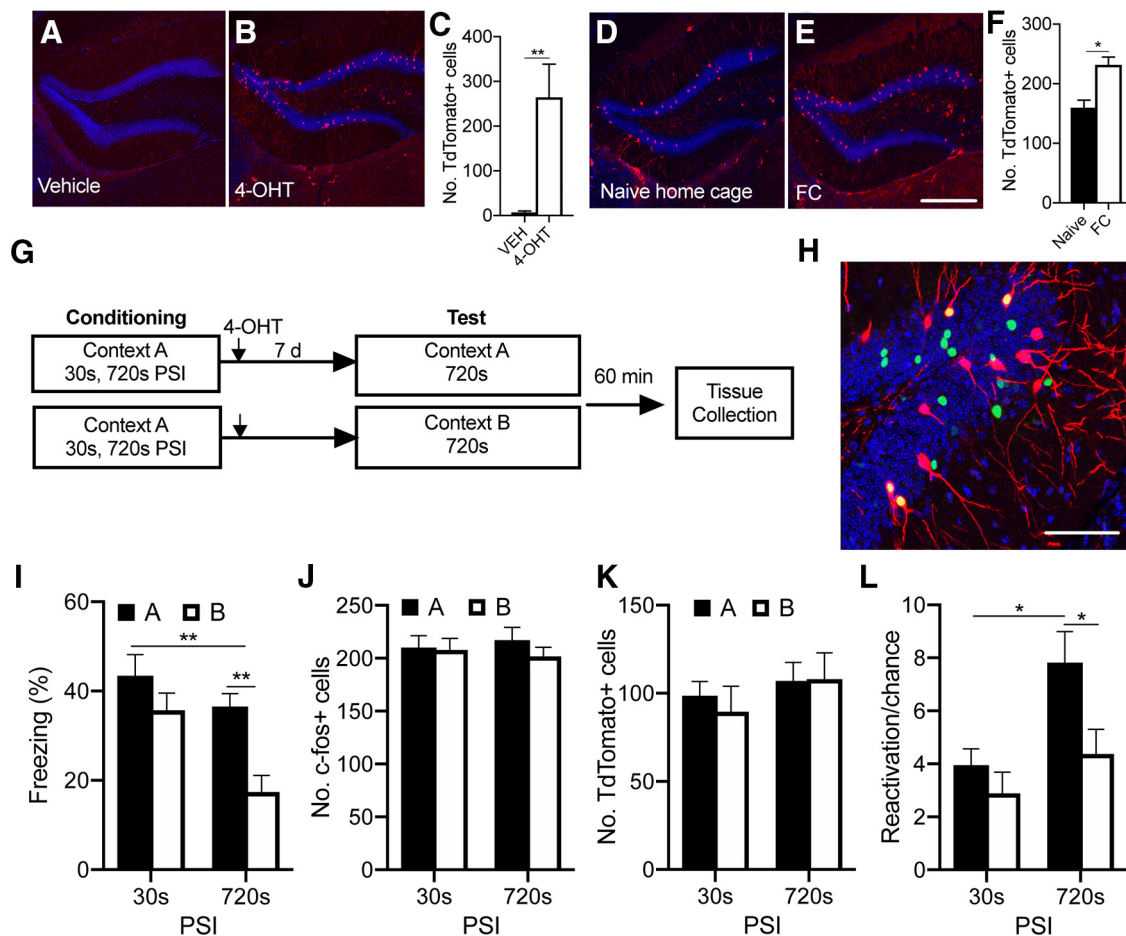 A
Vehicle
B
4-OHT
C
No. TdTomato+ cells
400
300
200
100
0
**
VEH
4-OHT
D
Naive home cage
E
FC
F
No. TdTomato+ cells
300
200
100
0
*
Naive
FC
G
Conditioning
Context A
30s, 720s PSI
4-OHT
7 d
Test
Context A
720s
Context A
30s, 720s PSI
Context B
720s
60 min
Tissue
Collection
H
I
A B
Freezing (%)
60
40
20
0
**
**
30s 720s
PSI
J
A B
No. c-fos+ cells
250
200
150
100
50
0
30s 720s
PSI
K
A B
No. TdTomato+ cells
150
100
50
0
30s 720s
PSI
L
Reactivation/chance
10
8
6
4
2
0
*
*
30s 720s
PSI